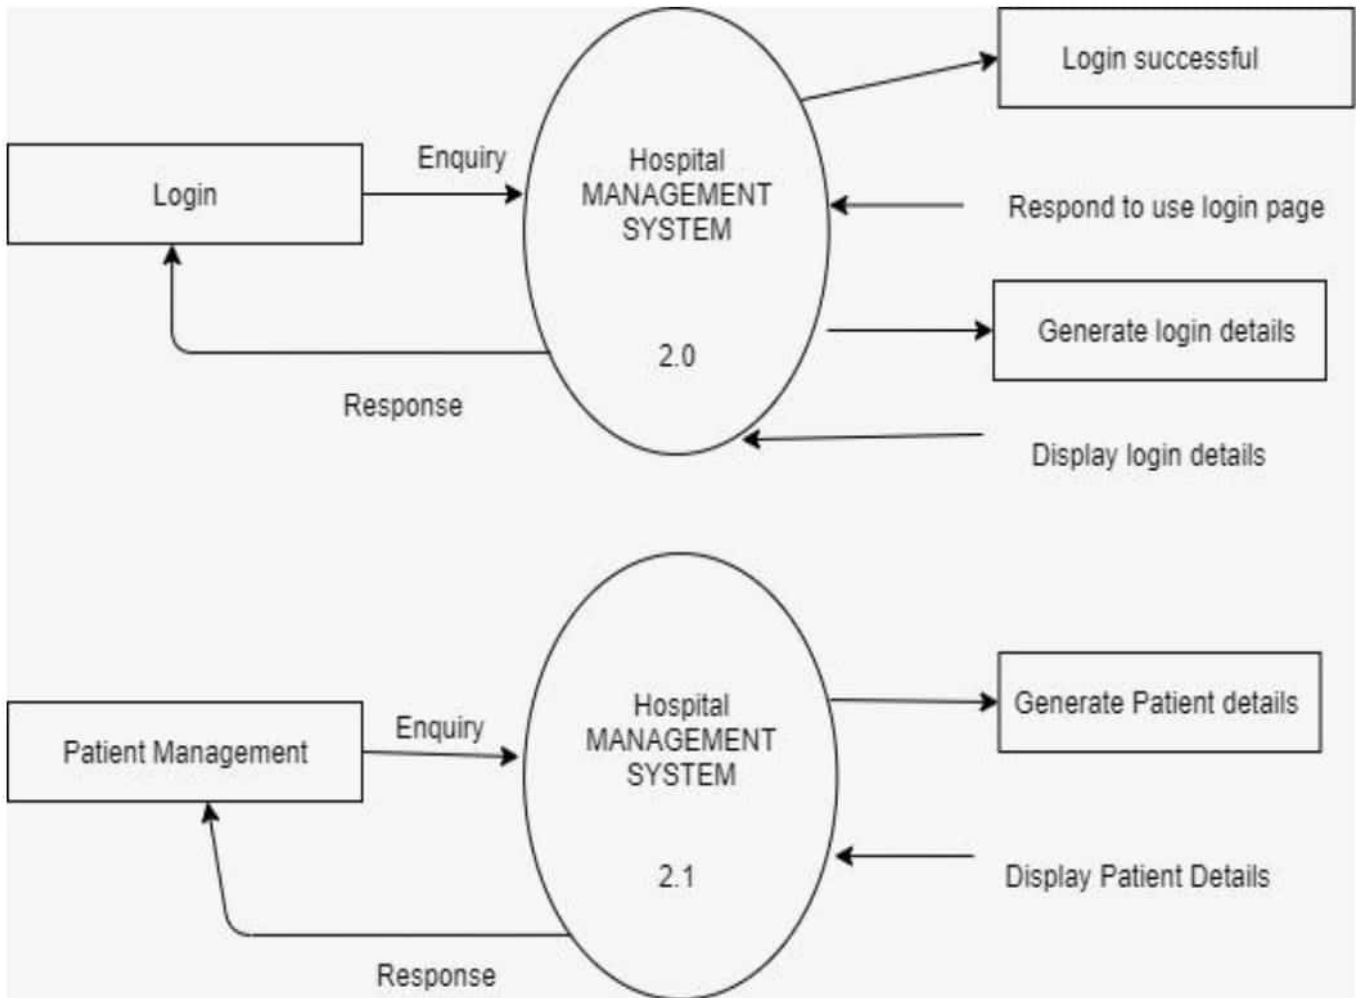 Login successful
Enquiry
Hospital
MANAGEMENT
SYSTEM
Login
Respond to use login page
Generate login details
2.0
Response
Display login details
Hospital
MANAGEMENT
SYSTEM
Generate Patient details
Enquiry
Patient Management
2.1
Display Patient Details
Response